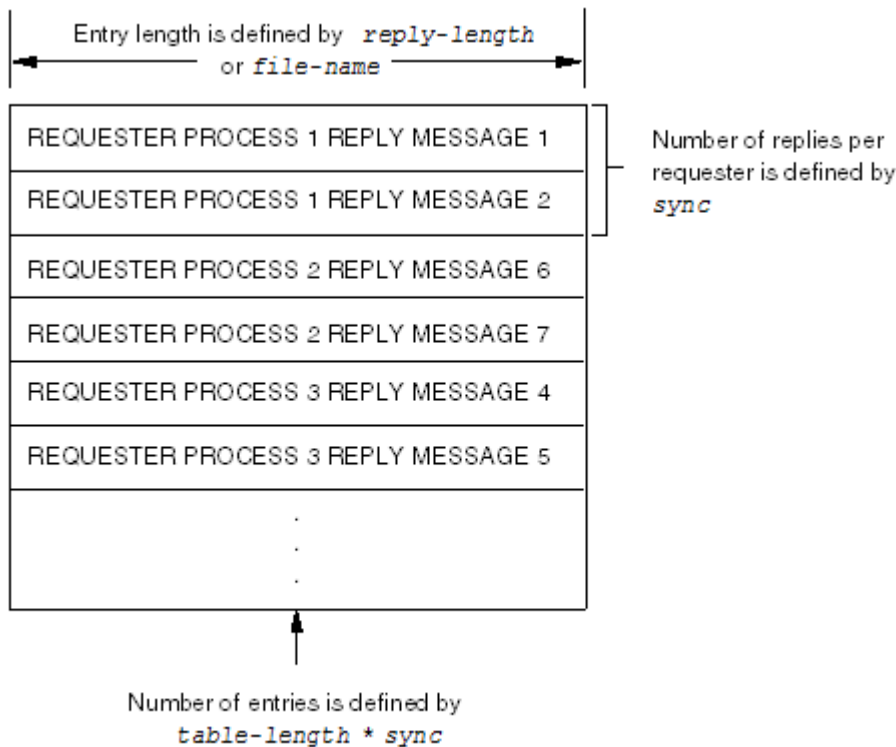 Entry length is defined by reply-length
or file-name
REQUESTER PROCESS 1 REPLY MESSAGE 1
REQUESTER PROCESS 1 REPLY MESSAGE 2
Number of replies per
requester is defined by
sync
REQUESTER PROCESS 2 REPLY MESSAGE 6
REQUESTER PROCESS 2 REPLY MESSAGE 7
REQUESTER PROCESS 3 REPLY MESSAGE 4
REQUESTER PROCESS 3 REPLY MESSAGE 5
.
.
.
Number of entries is defined by
table-length * sync